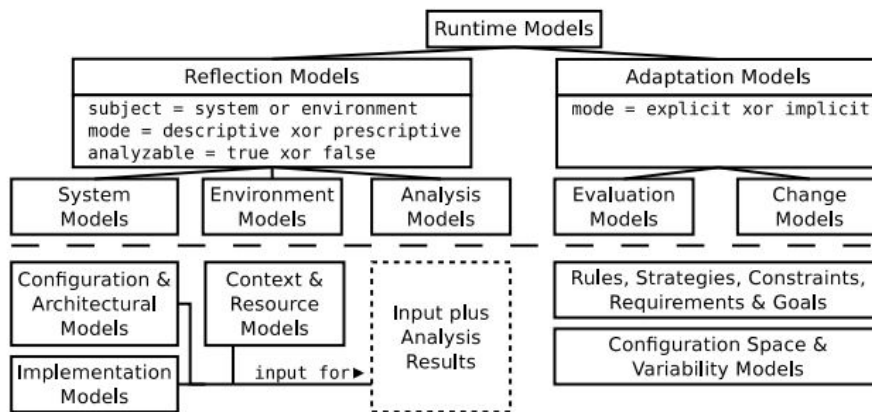 Runtime Models
Reflection Models
subject = system or environment
mode = descriptive xor prescriptive
analyzable = true xor false
Adaptation Models
mode = explicit xor implicit
System
Models
Environment
Models
Analysis
Models
Evaluation
Models
Change
Models
Configuration &
Architectural
Models
Context &
Resource
Models
Input plus
Analysis
Results
Rules, Strategies, Constraints,
Requirements & Goals
Implementation
Models
input for
Configuration Space &
Variability Models